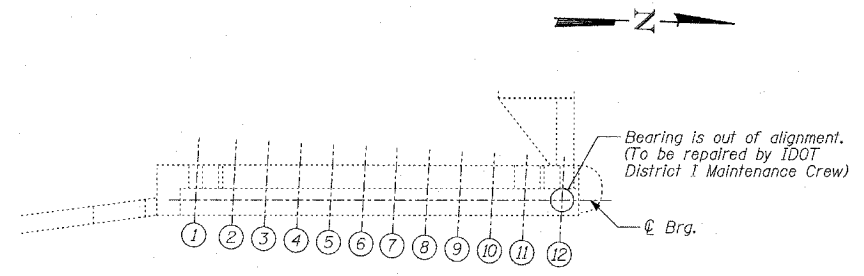 N
Bearing is out of alignment.
(To be repaired by IDOT
District 1 Maintenance Crew)
℄ Brg.
1 2 3 4 5 6 7 8 9 10 11 12